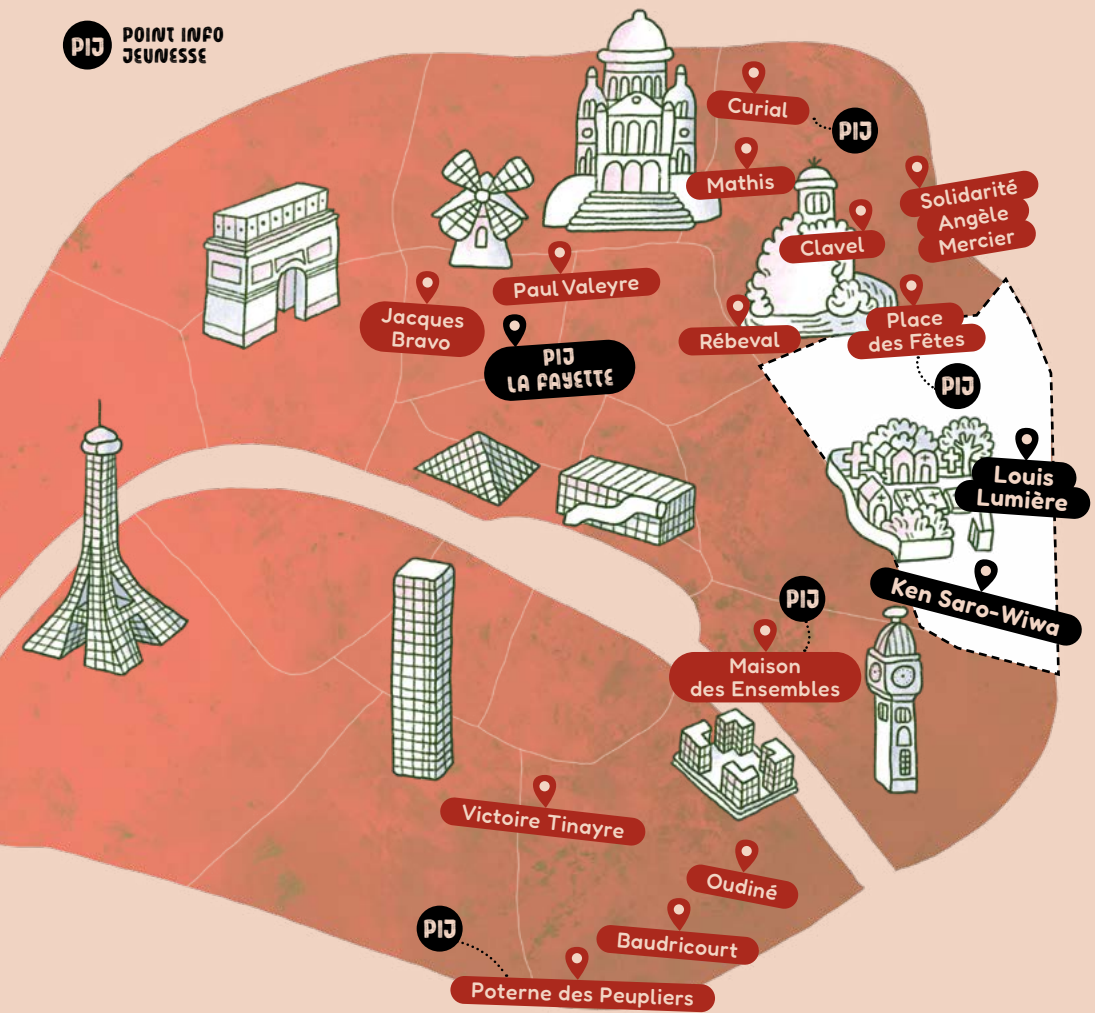 PIJ
POINT INFO
JEUNESSE
Curial
PIJ
Mathis
Solidarité
Angèle
Mercier
Clavel
Paul Valeyre
Jacques
Bravo
PIJ
LA FAYETTE
Rébeval
Place
des Fêtes
PIJ
Louis
Lumière
Ken Saro-Wiwa
PIJ
Maison
des Ensembles
Victoire Tinayre
Oudiné
PIJ
Baudricourt
Poterne des Peupliers